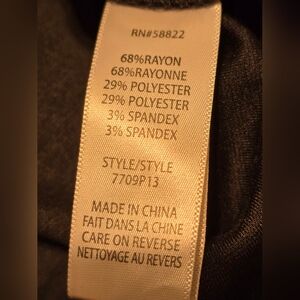 RN#58822
68%RAYON
68%RAYONNE
29% POLYESTER
29% POLYESTER
3% SPANDEX
3% SPANDEX
STYLE/STYLE
7709P13
MADE IN CHINA
FAIT DANS LA CHINE
CARE ON REVERSE
NETTOYAGE AU REVERS